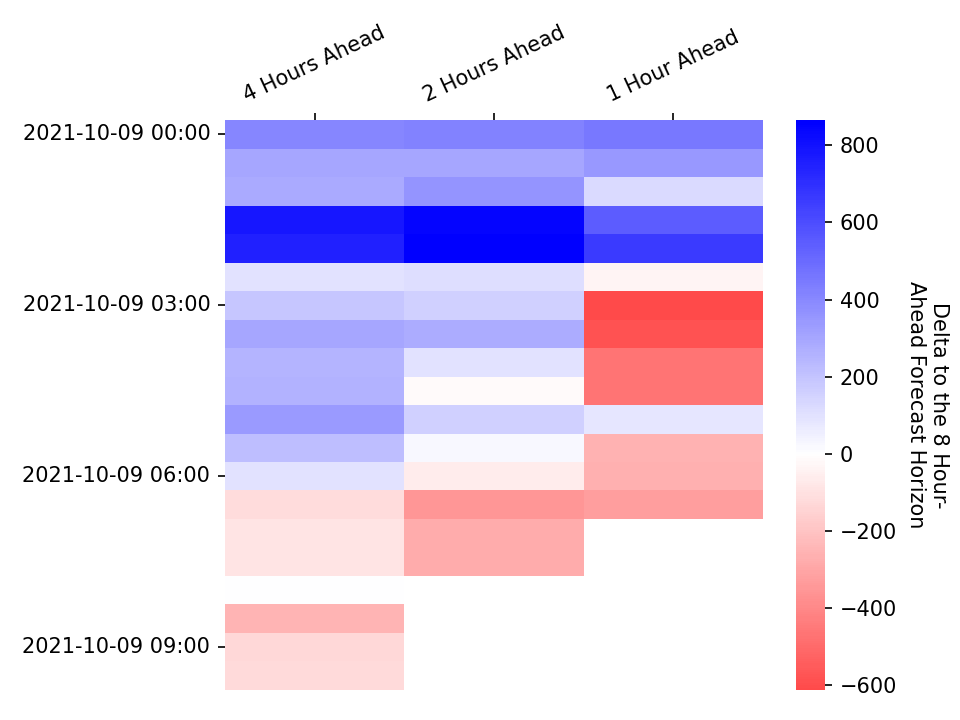 4 Hours Ahead
2 Hours Ahead
1 Hour Ahead
2021-10-09 00:00
2021-10-09 03:00
2021-10-09 06:00
2021-10-09 09:00
800
600
400
200
0
−200
−400
−600
Delta to the 8 Hour-
Ahead Forecast Horizon